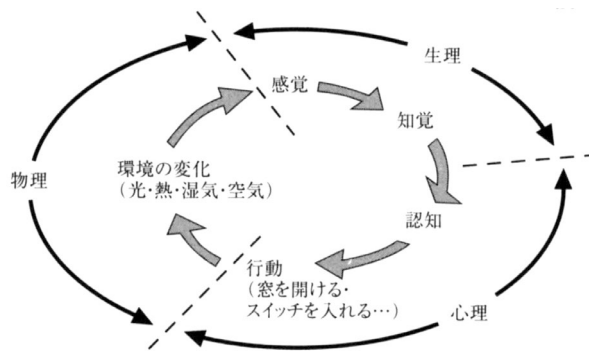 生理
感覚
知覚
環境の変化
(光・熱・湿気・空気)
物理
認知
行動
(窓を開ける・
スイッチを入れる…)
心理